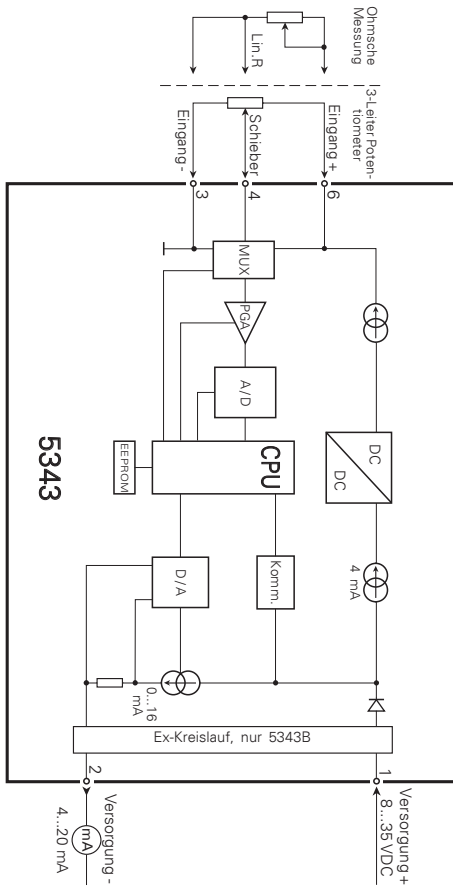 Ohmsche
Messung
Lin.R
3-Leiter Poten-
tiometer
Eingang -
Schieber
Eingang +
3
4
6
MUX
PGA
A/D
CPU
EEPROM
DC
DC
4 mA
5343
D/A
Komm.
0...16
mA
Ex-Kreislauf, nur 5343B
2
1
Versorgung -
mA
4...20 mA
Versorgung +
8...35 VDC